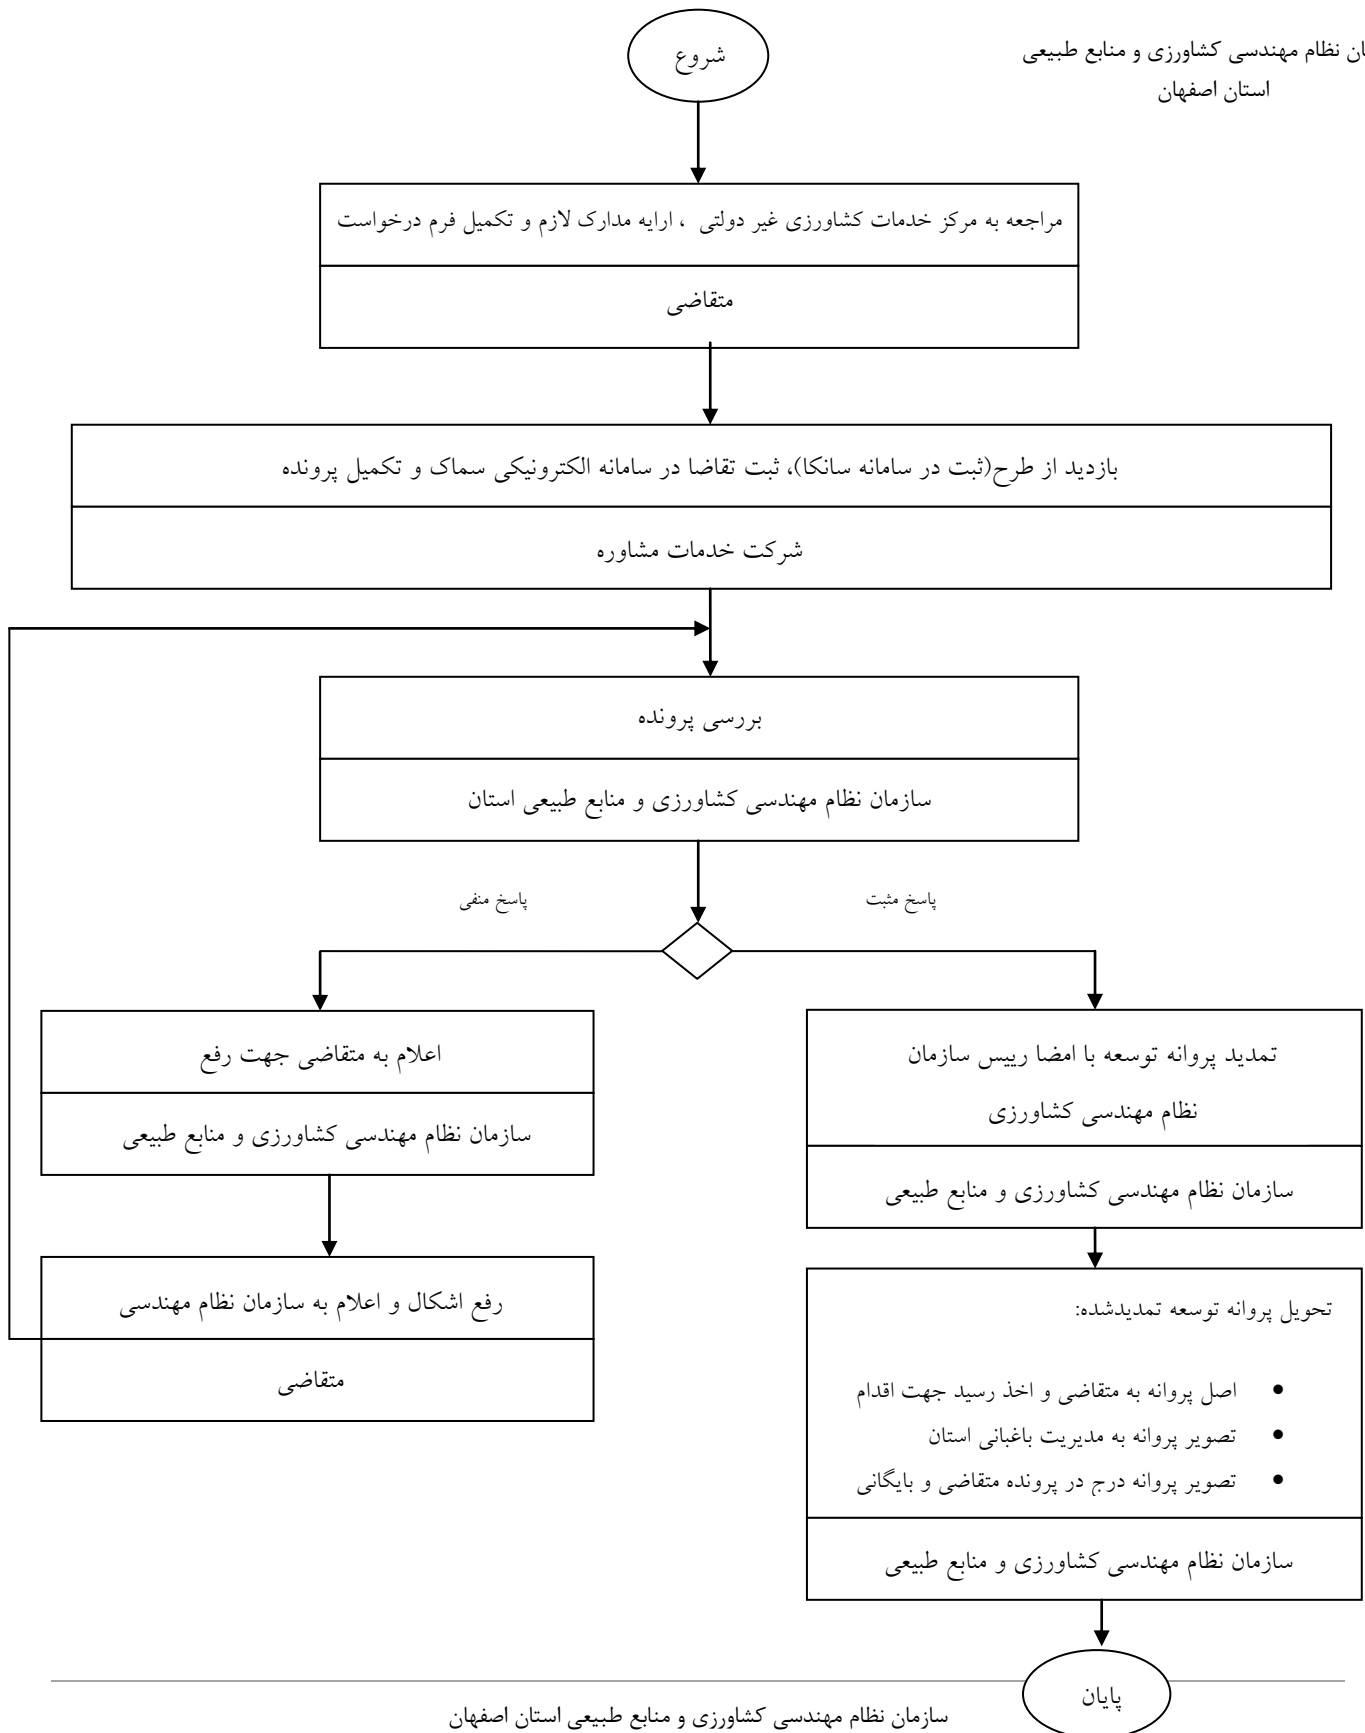 شروع
نظام مهندسی کشاورزی و منابع طبیعی
استان اصفهان
مراجعه به مرکز خدمات کشاورزی غیر دولتی ، ارایه مدارک لازم و تکمیل فرم درخواست
متقاضی
بازدید از طرح(ثبت در سامانه سانکا)، ثبت تقاضا در سامانه الکترونیکی سماک و تکمیل پرونده
شرکت خدمات مشاوره
بررسی پرونده
سازمان نظام مهندسی کشاورزی و منابع طبیعی استان
پاسخ مثبت
پاسخ منفی
تمدید پروانه توسعه با امضا رییس سازمان
نظام مهندسی کشاورزی
سازمان نظام مهندسی کشاورزی و منابع طبیعی
اعلام به متقاضی جهت رفع
سازمان نظام مهندسی کشاورزی و منابع طبیعی
رفع اشکال و اعلام به سازمان نظام مهندسی
متقاضی
تحویل پروانه توسعه تمدیدشده:
• اصل پروانه به متقاضی و اخذ رسید جهت اقدام
• تصویر پروانه به مدیریت باغبانی استان
• تصویر پروانه درج در پرونده متقاضی و بایگانی
سازمان نظام مهندسی کشاورزی و منابع طبیعی
پایان
سازمان نظام مهندسی کشاورزی و منابع طبیعی استان اصفهان